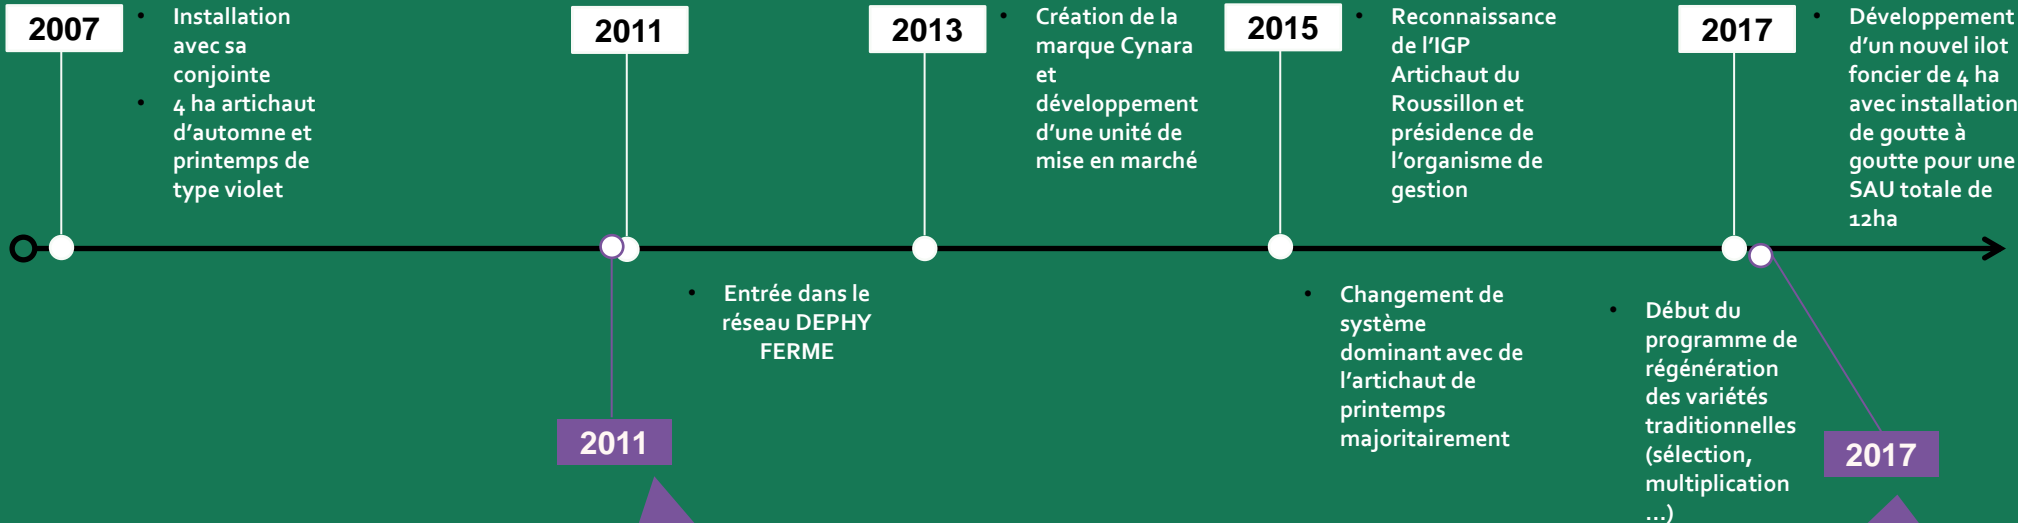 2007
• Installation
avec sa
conjointe
• 4 ha artichaut
d'automne et
printemps de
type violet
2011
2013
• Création de la
marque Cynara
et
développement
d'une unité de
mise en marché
2015
• Reconnaissance
de l'IGP
Artichaut du
Roussillon et
présidence de
l'organisme de
gestion
2017
• Développement
d'un nouvel ilot
foncier de 4 ha
avec installation
de goutte à
goutte pour une
SAU totale de
12ha
• Entrée dans le
réseau DEPHY
FERME
2011
• Changement de
système
dominant avec de
l'artichaut de
printemps
majoritairement
• Début du
programme de
régénération
des variétés
traditionnelles
(sélection,
multiplication
...)
2017